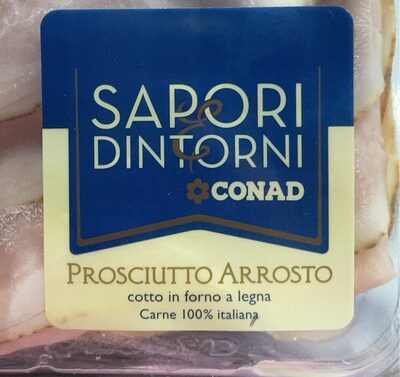 SAPORI
&
DINTORNI
CONAD
PROSCIUTTO ARROSTO
cotto in forno a legna
Carne 100% italiana